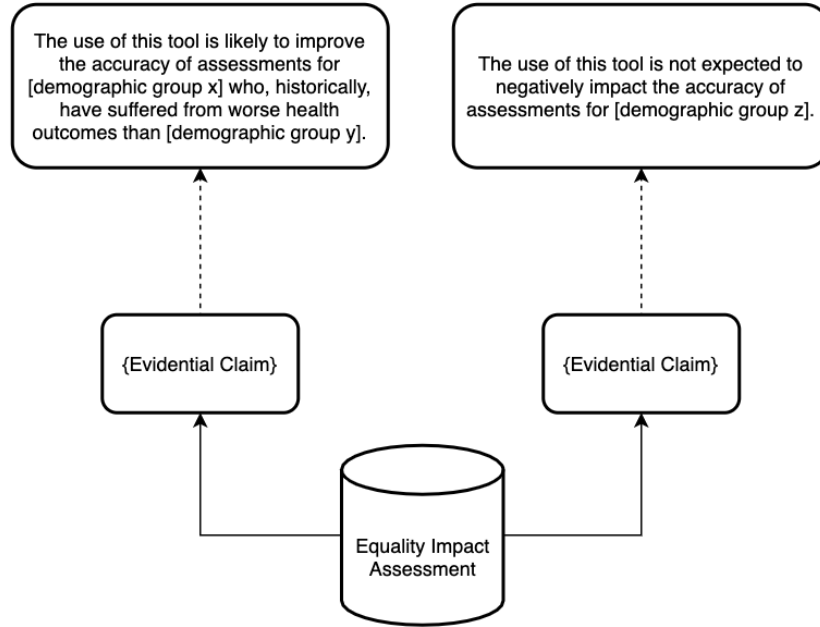 The use of this tool is likely to improve
the accuracy of assessments for
[demographic group x] who, historically,
have suffered from worse health
outcomes than [demographic group y].
The use of this tool is not expected to
negatively impact the accuracy of
assessments for [demographic group z].
{Evidential Claim}
{Evidential Claim}
Equality Impact
Assessment